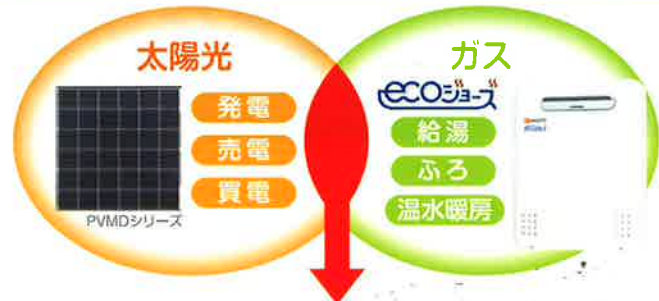 太陽光
発電
売電
買電
PVMDシリーズ
ガス
ecoジョーズ
給湯
ふろ
温水暖房